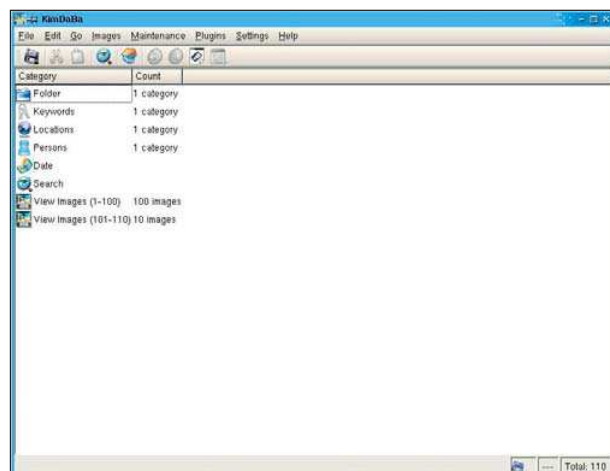 KimDaBa
File Edit Go Images Maintenance Plugins Settings Help
Category Count
Folder 1 category
Keywords 1 category
Locations 1 category
Persons 1 category
Date
Search
View Images (1-100) 100 images
View Images (101-110) 10 images
--- Total: 110